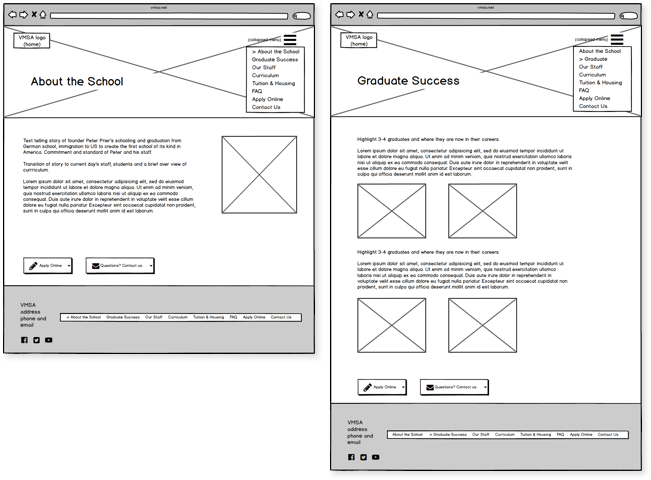 vmsa.net
VMSA logo
(home)
(collapsed menu)
> About the School
Graduate Success
Our Staff
Curriculum
Tuition & Housing
FAQ
Apply Online
Contact Us
About the School
Text telling story of founder Peter Prier's schooling and graduation from
German school, immigration to US to create the first school of its kind in
America. Commitment and standard of Peter and his staff.
Transition of story to current day's staff, students and a brief over view of
curriculum.
Lorem ipsum dolor sit amet, consectetur adipisicing elit, sed do eiusmod
tempor incididunt ut labore et dolore magna aliqua. Ut enim ad minim veniam,
quis nostrud exercitation ullamco laboris nisi ut aliquip ex ea commodo
consequat. Duis aute irure dolor in reprehenderit in voluptate velit esse cillum
dolore eu fugiat nulla pariatur. Excepteur sint occaecat cupidatat non proident,
sunt in culpa qui officia deserunt mollit anim id est laborum.
Apply Online
Questions? Contact us
VMSA
address
phone and
email
> About the School Graduate Success Our Staff Curriculum Tuition & Housing FAQ Apply Online Contact Us
vmsa.net
VMSA logo
(home)
(collapsed menu)
About the School
> Graduate
Our Staff
Curriculum
Tuition & Housing
FAQ
Apply Online
Contact Us
Graduate Success
Highlight 3-4 graduates and where they are now in their careers
Lorem ipsum dolor sit amet, consectetur adipisicing elit, sed do eiusmod tempor incididunt ut
labore et dolore magna aliqua. Ut enim ad minim veniam, quis nostrud exercitation ullamco
laboris nisi ut aliquip ex ea commodo consequat. Duis aute irure dolor in reprehenderit in voluptate velit
esse cillum dolore eu fugiat nulla pariatur. Excepteur sint occaecat cupidatat non proident, sunt in
culpa qui officia deserunt mollit anim id est laborum.
Highlight 3-4 graduates and where they are now in their careers
Lorem ipsum dolor sit amet, consectetur adipisicing elit, sed do eiusmod tempor incididunt ut
labore et dolore magna aliqua. Ut enim ad minim veniam, quis nostrud exercitation ullamco
laboris nisi ut aliquip ex ea commodo consequat. Duis aute irure dolor in reprehenderit in
voluptate velit esse cillum dolore eu fugiat nulla pariatur. Excepteur sint occaecat cupidatat non
proident, sunt in culpa qui officia deserunt mollit anim id est laborum.
Apply Online
Questions? Contact us
VMSA
address
phone and
email
About the School > Graduate Success Our Staff Curriculum Tuition & Housing FAQ Apply Online Contact Us